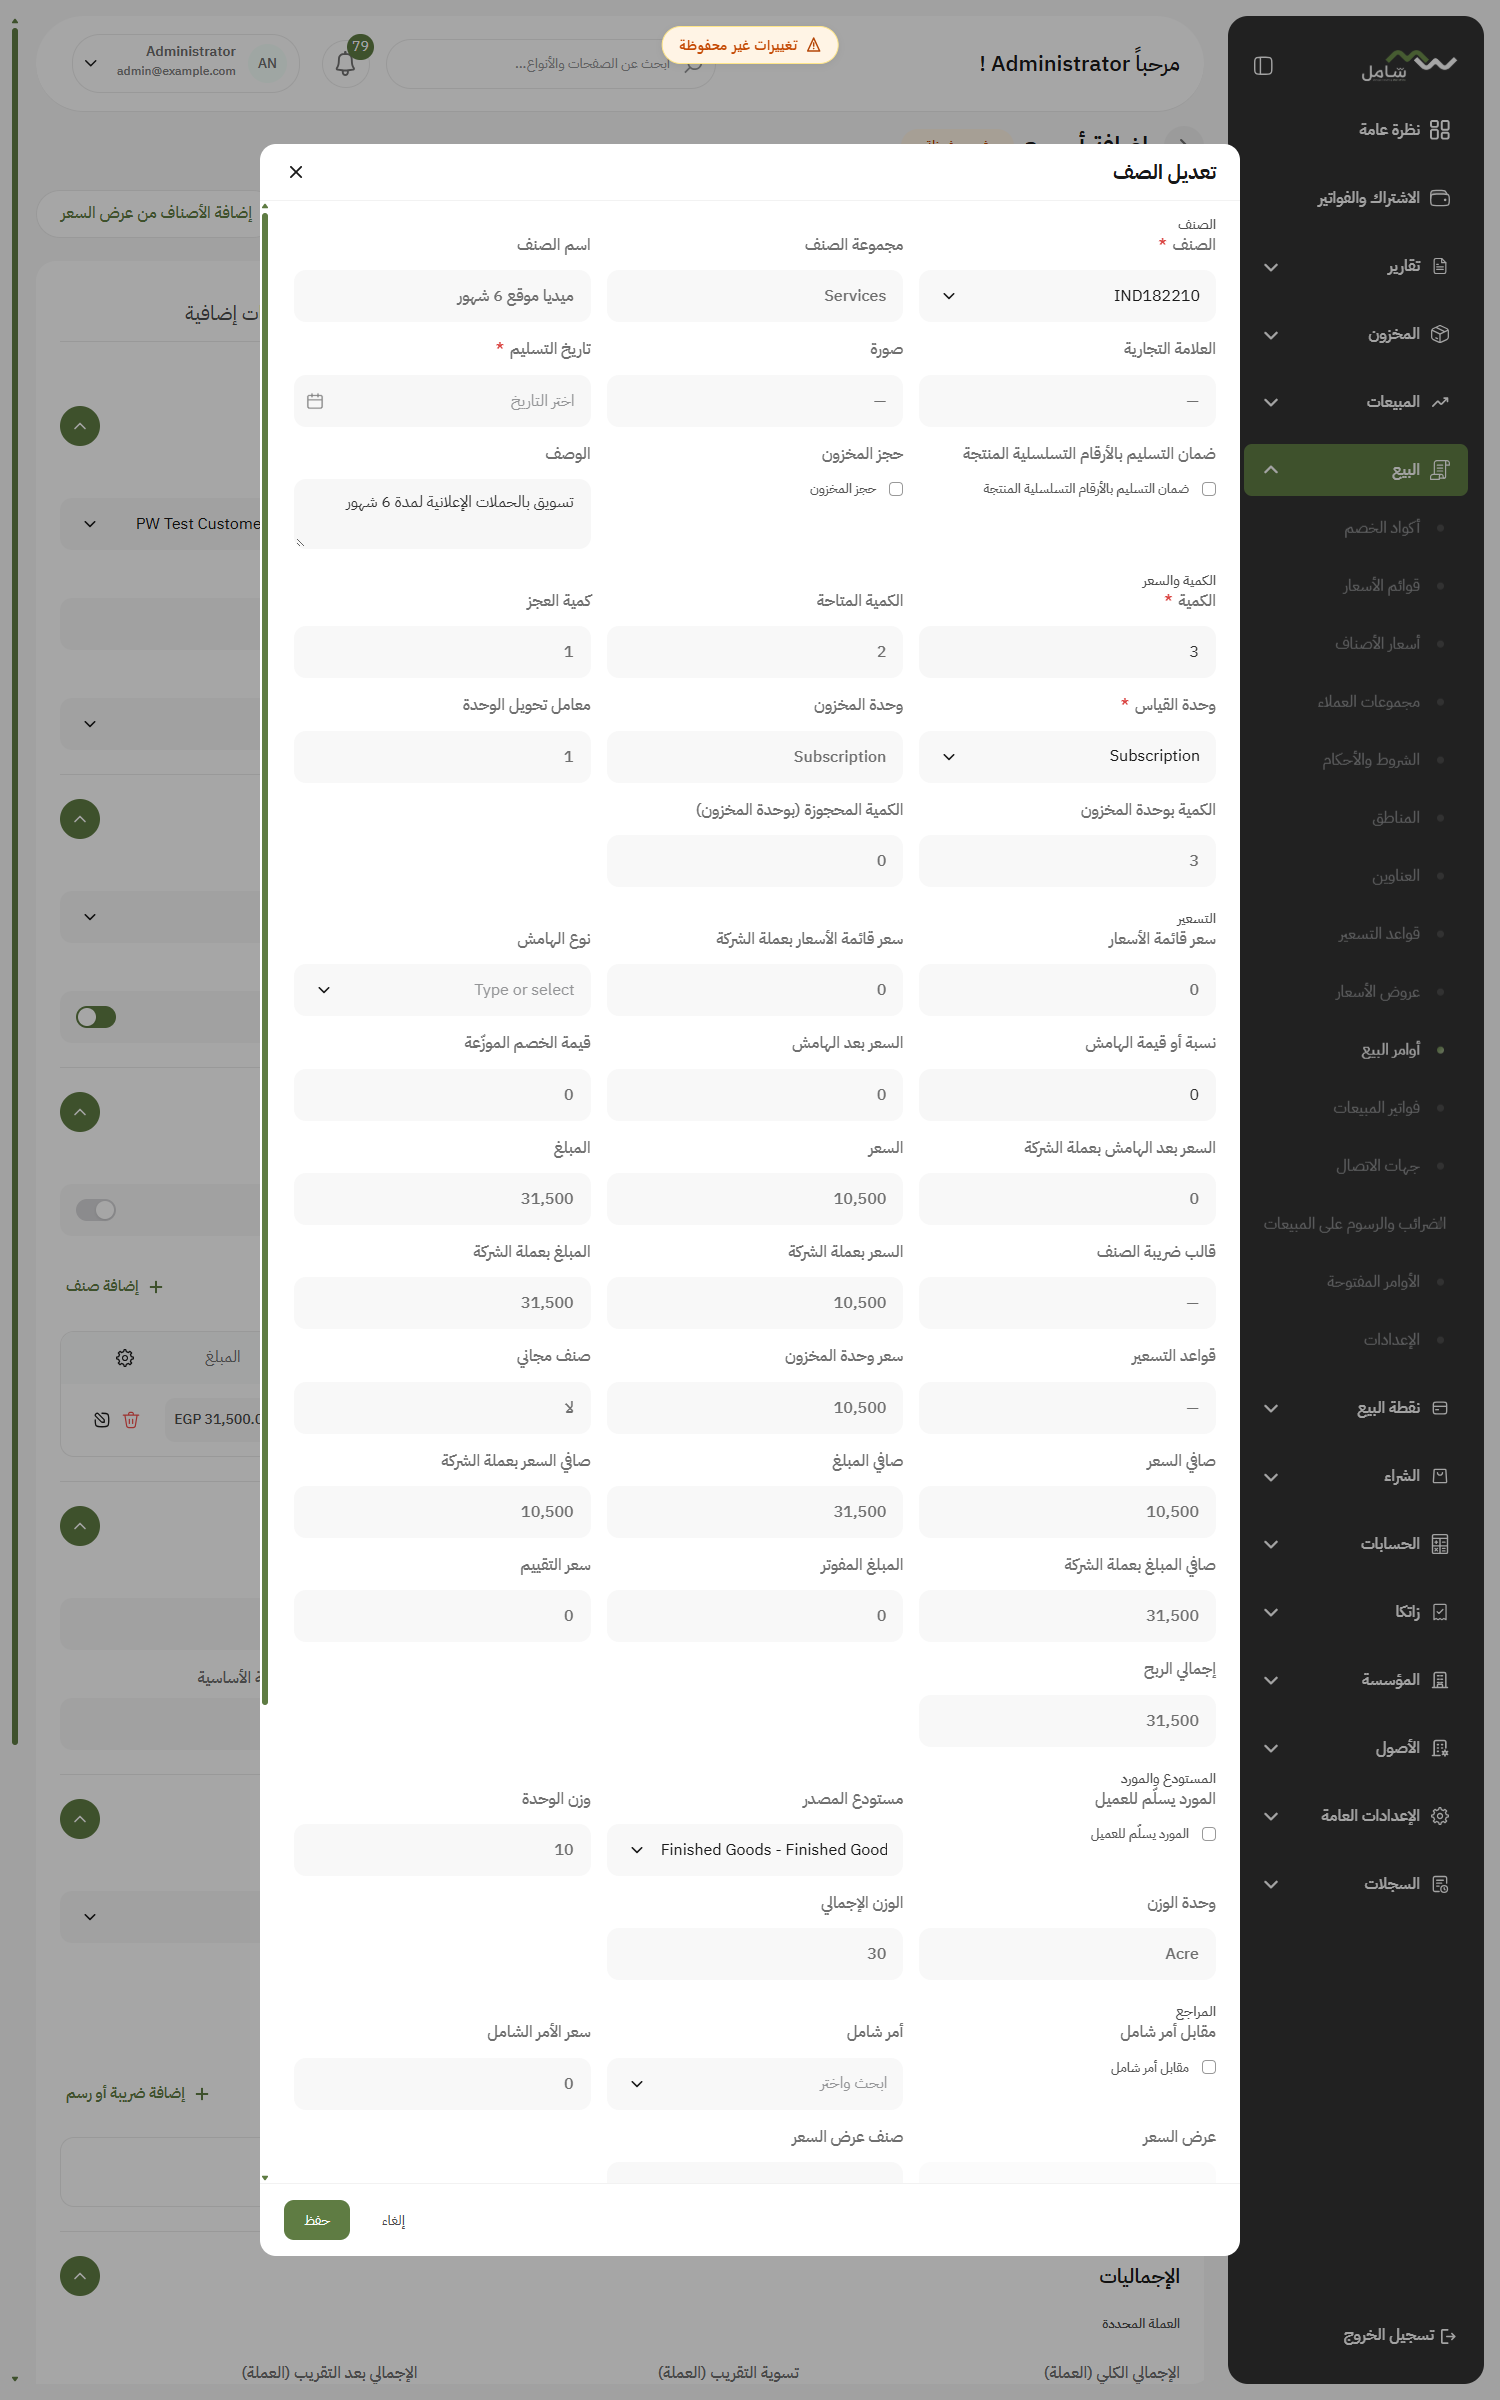 شامل
نظرة عامة
الاشتراك والفواتير
تقارير
المخزون
المبيعات
البيع
أكواد الخصم
قوائم الأسعار
أسعار الأصناف
مجموعات العملاء
الشروط والأحكام
المناطق
العناوين
قواعد التسعير
عروض الأسعار
أوامر البيع
فواتير المبيعات
جهات الاتصال
الضرائب والرسوم على المبيعات
الأوامر المفتوحة
الإعدادات
نقطة البيع
الشراء
الحسابات
زاتكا
المؤسسة
الأصول
الإعدادات العامة
السجلات
تسجيل الخروج
مرحباً Administrator !
تغييرات غير محفوظة
ابحث عن الصفحات والأنواع...
79
Administrator
admin@example.com
AN
إضافة الأصناف من عرض السعر
ت إضافية
PW Test Custome
إضافة صنف
المبلغ
EGP 31,500.0
ة الأساسية
إضافة ضريبة أو رسم
تعديل الصف
الصنف
الصنف *
مجموعة الصنف
اسم الصنف
IND182210
Services
ميديا موقع 6 شهور
العلامة التجارية
صورة
تاريخ التسليم *
—
—
اختر التاريخ
ضمان التسليم بالأرقام التسلسلية المنتجة
حجز المخزون
الوصف
ضمان التسليم بالأرقام التسلسلية المنتجة
حجز المخزون
تسويق بالحملات الإعلانية لمدة 6 شهور
الكمية والسعر
الكمية *
الكمية المتاحة
كمية العجز
3
2
1
وحدة القياس *
وحدة المخزون
معامل تحويل الوحدة
Subscription
Subscription
1
الكمية بوحدة المخزون
الكمية المحجوزة (بوحدة المخزون)
3
0
التسعير
سعر قائمة الأسعار
سعر قائمة الأسعار بعملة الشركة
نوع الهامش
0
0
Type or select
نسبة أو قيمة الهامش
السعر بعد الهامش
قيمة الخصم الموزّعة
0
0
0
السعر بعد الهامش بعملة الشركة
السعر
المبلغ
0
10,500
31,500
قالب ضريبة الصنف
السعر بعملة الشركة
المبلغ بعملة الشركة
—
10,500
31,500
قواعد التسعير
سعر وحدة المخزون
صنف مجاني
—
10,500
لا
صافي السعر
صافي المبلغ
صافي السعر بعملة الشركة
10,500
31,500
10,500
صافي المبلغ بعملة الشركة
المبلغ المفوتر
سعر التقييم
31,500
0
0
إجمالي الربح
31,500
المستودع والمورد
المورد يسلّم للعميل
مستودع المصدر
وزن الوحدة
المورد يسلّم للعميل
Finished Goods - Finished Good
10
وحدة الوزن
الوزن الإجمالي
Acre
30
المراجع
مقابل أمر شامل
أمر شامل
سعر الأمر الشامل
مقابل أمر شامل
ابحث واختر
0
عرض السعر
صنف عرض السعر
إلغاء
حفظ
الإجماليات
العملة المحددة
الإجمالي الكلي (العملة)
تسوية التقريب (العملة)
الإجمالي بعد التقريب (العملة)